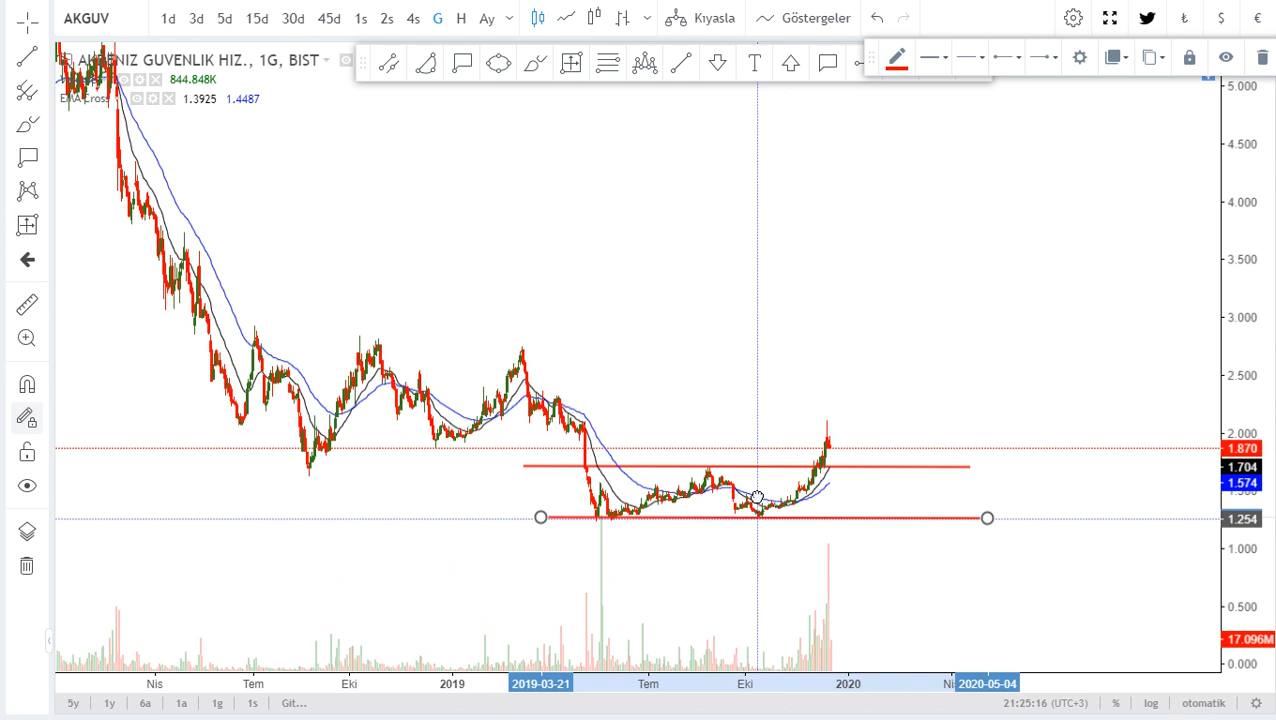 AKGUV 1d 3d 5d 15d 30d 45d 1s 2s 4s G H Ay Kıyasla Göstergeler ₺ $ €
AKDENİZ GUVENLIK HIZ., 1G, BIST
844.848K
EMA Cross 1.3925 1.4487
5.000
4.500
4.000
3.500
3.000
2.500
2.000
1.870
1.704
1.574
1.254
1.000
0.500
17.096M
0.000
Nis Tem Eki 2019 2019-03-21 Tem Eki 2020 Nis 2020-05-04
5y 1y 6a 1a 1g 1s Git... 21:25:16 (UTC+3) % log otomatik